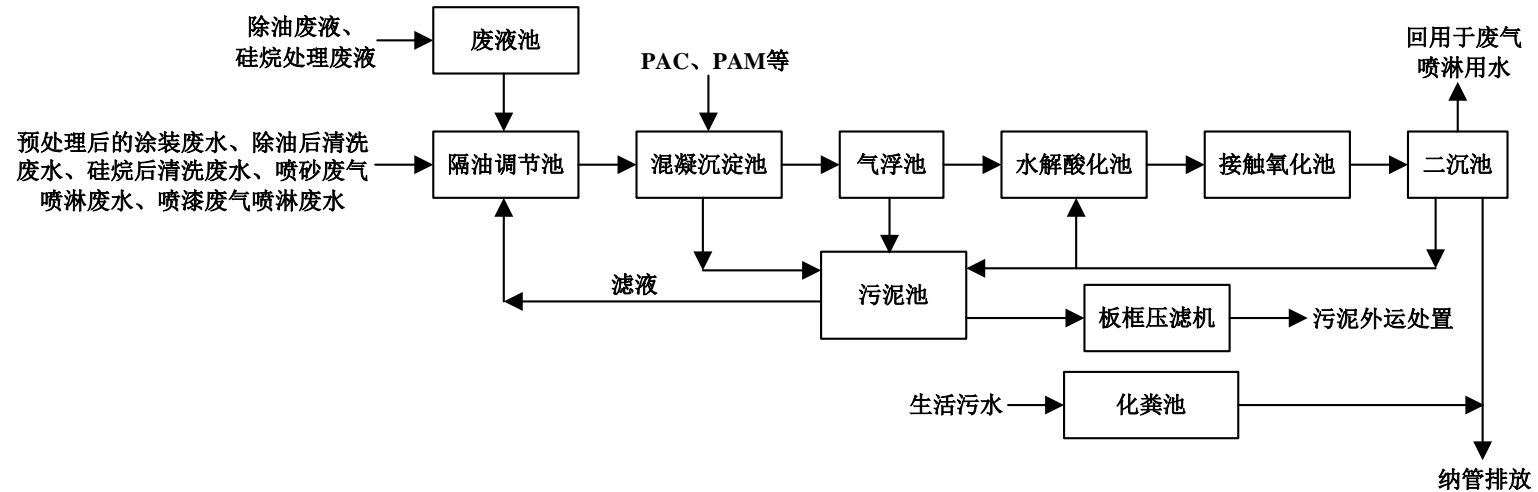 除油废液、
硅烷处理废液
废液池
PAC、PAM等
回用于废气
喷淋用水
预处理后的涂装废水、除油后清洗
废水、硅烷后清洗废水、喷砂废气
喷淋废水、喷漆废气喷淋废水
隔油调节池
混凝沉淀池
气浮池
水解酸化池
接触氧化池
二沉池
滤液
污泥池
板框压滤机
污泥外运处置
生活污水
化粪池
纳管排放